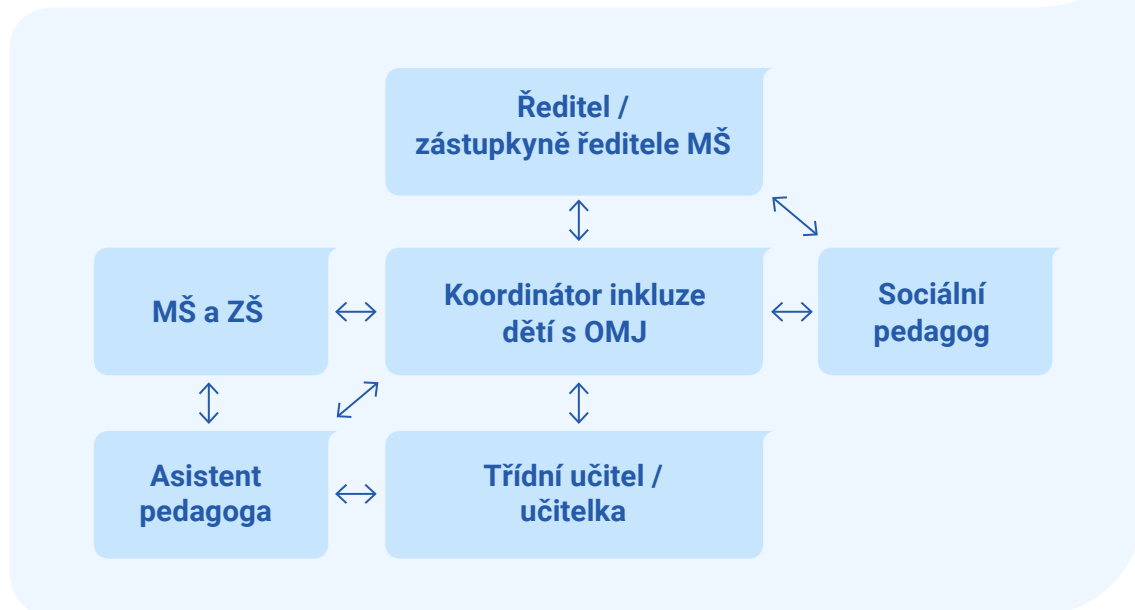 Ředitel /
zástupkyně ředitele MŠ
MŠ a ZŠ
Koordinátor inkluze
dětí s OMJ
Sociální
pedagog
Asistent
pedagoga
Třídní učitel /
učitelka